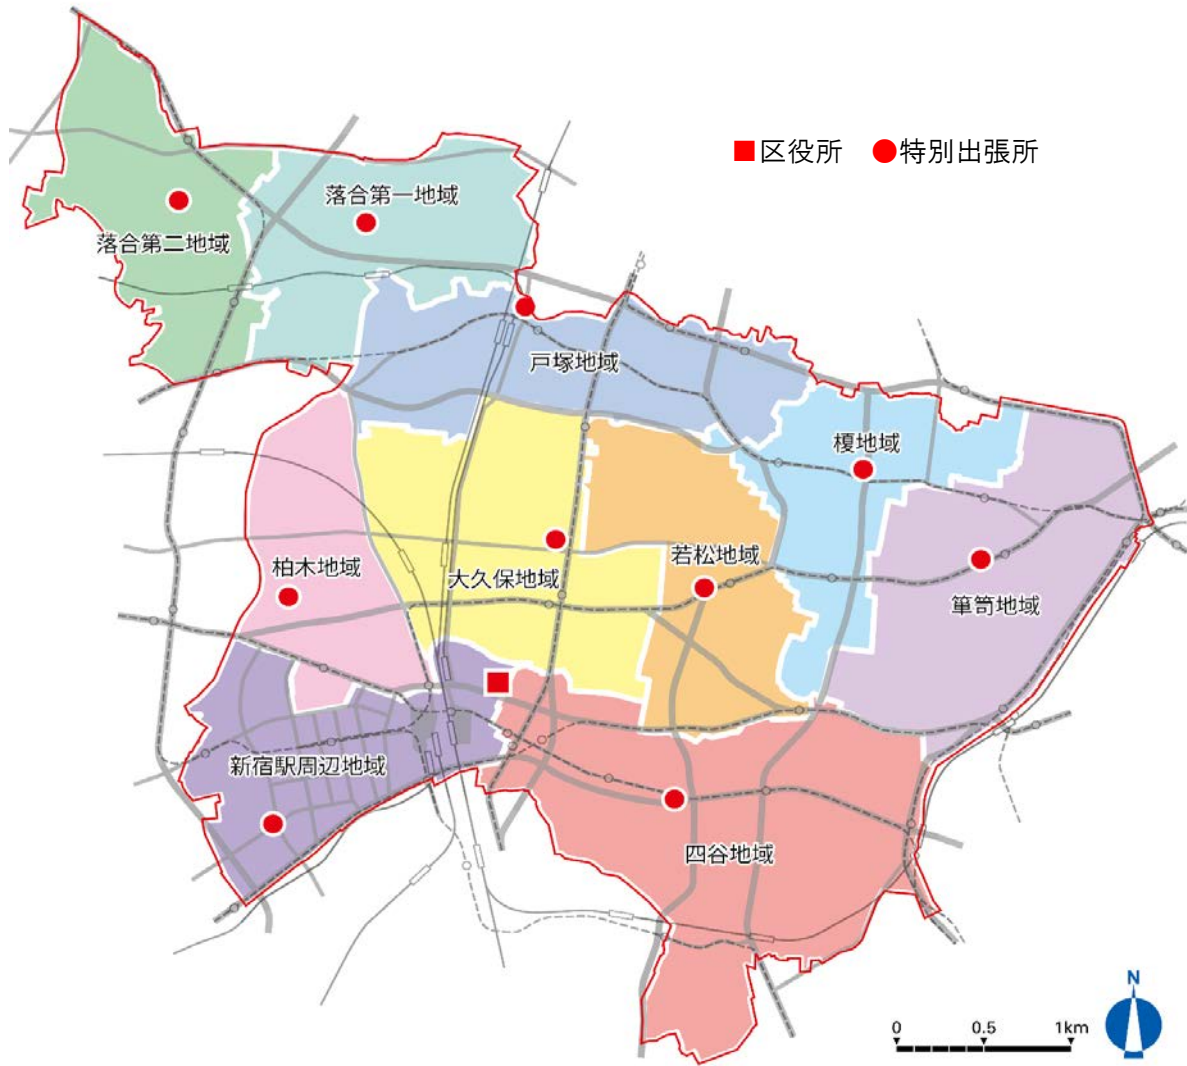 ■区役所 ●特別出張所
落合第一地域
落合第二地域
戸塚地域
榎地域
柏木地域
大久保地域
若松地域
箪笥地域
新宿駅周辺地域
四谷地域
N
0 0.5 1km